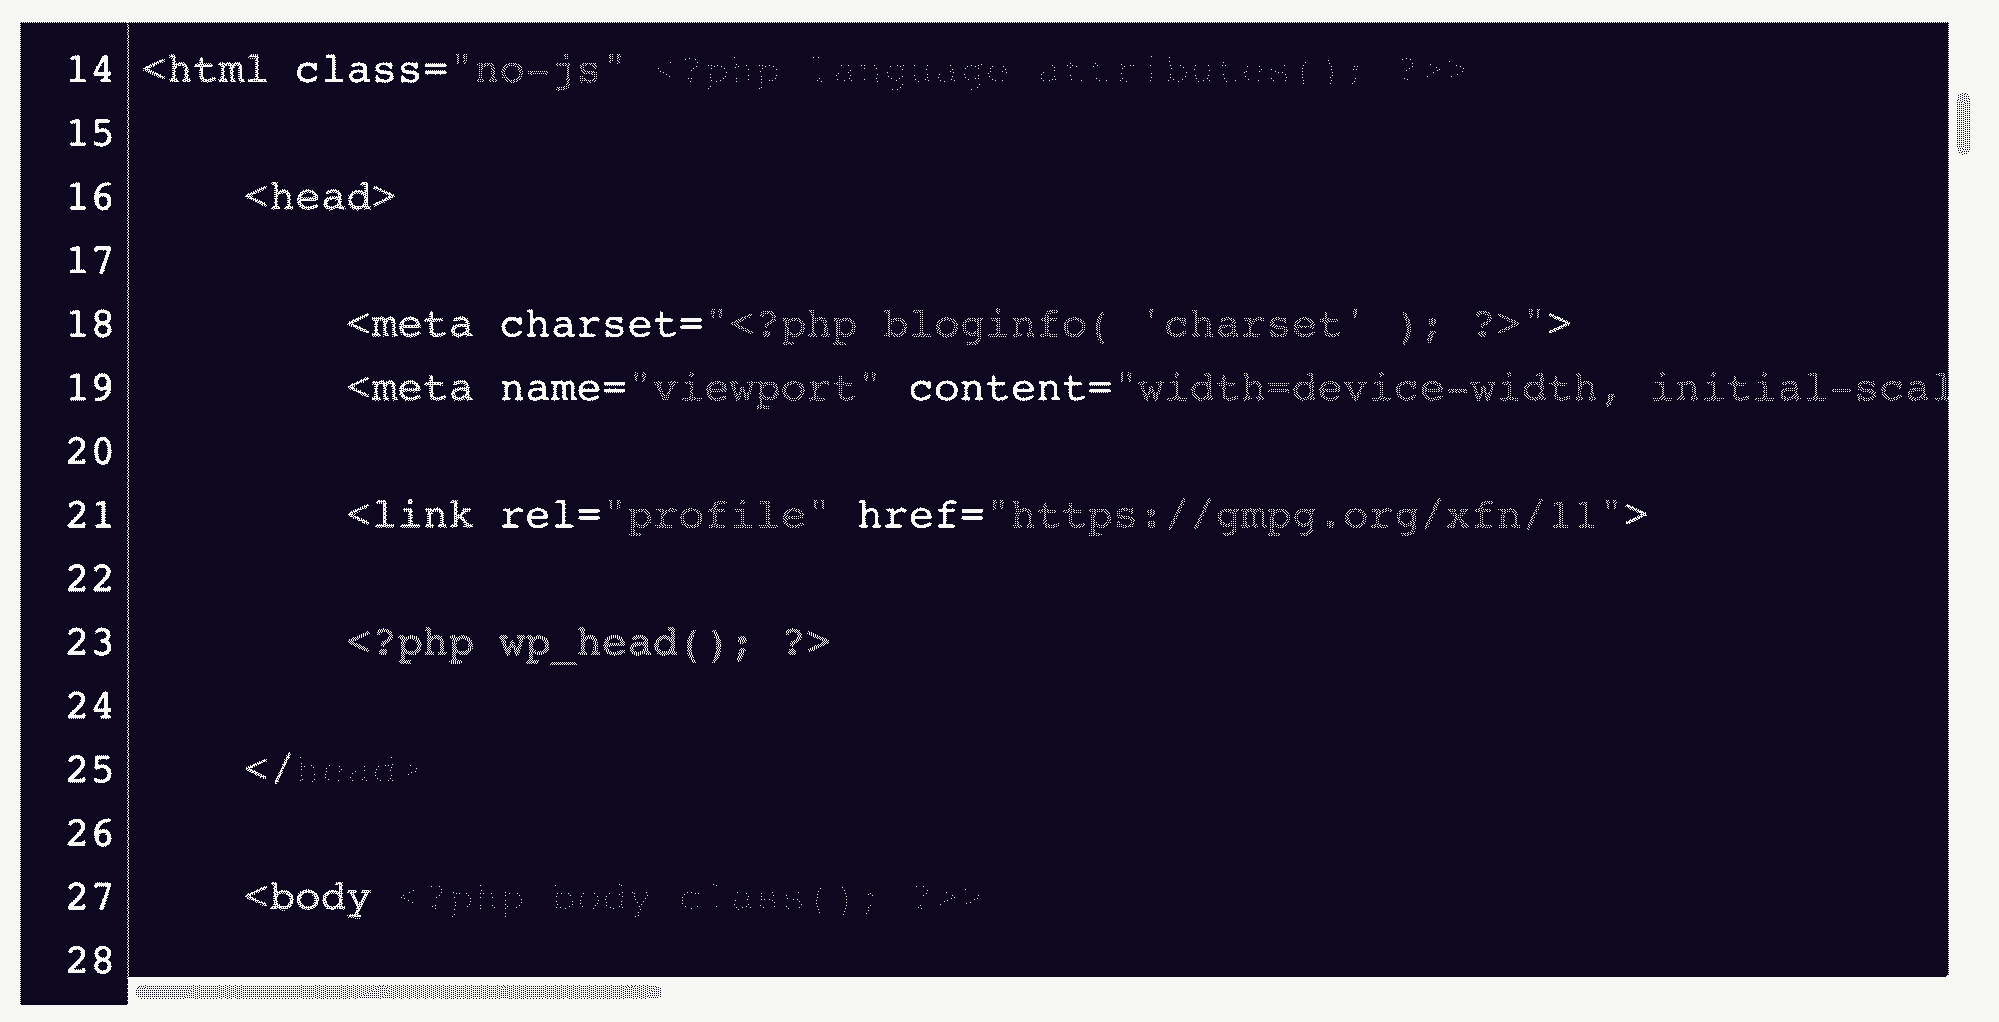 14 <html class="no-js" <?php language_attributes(); ?>>
15
16 <head>
17
18 <meta charset="<?php bloginfo( 'charset' ); ?>">
19 <meta name="viewport" content="width=device-width, initial-scal
20
21 <link rel="profile" href="https://gmpg.org/xfn/11">
22
23 <?php wp_head(); ?>
24
25 </head>
26
27 <body <?php body_class(); ?>>
28